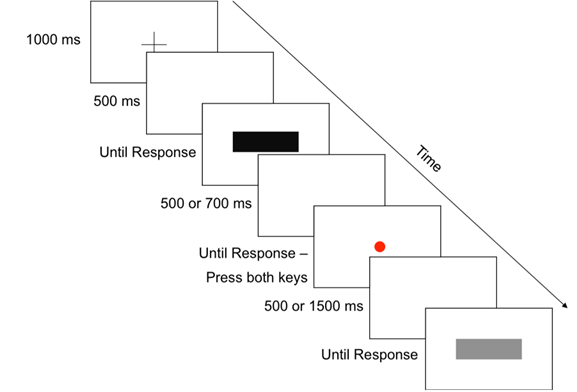 1000 ms
500 ms
Until Response
Time
500 or 700 ms
Until Response –
Press both keys
500 or 1500 ms
Until Response